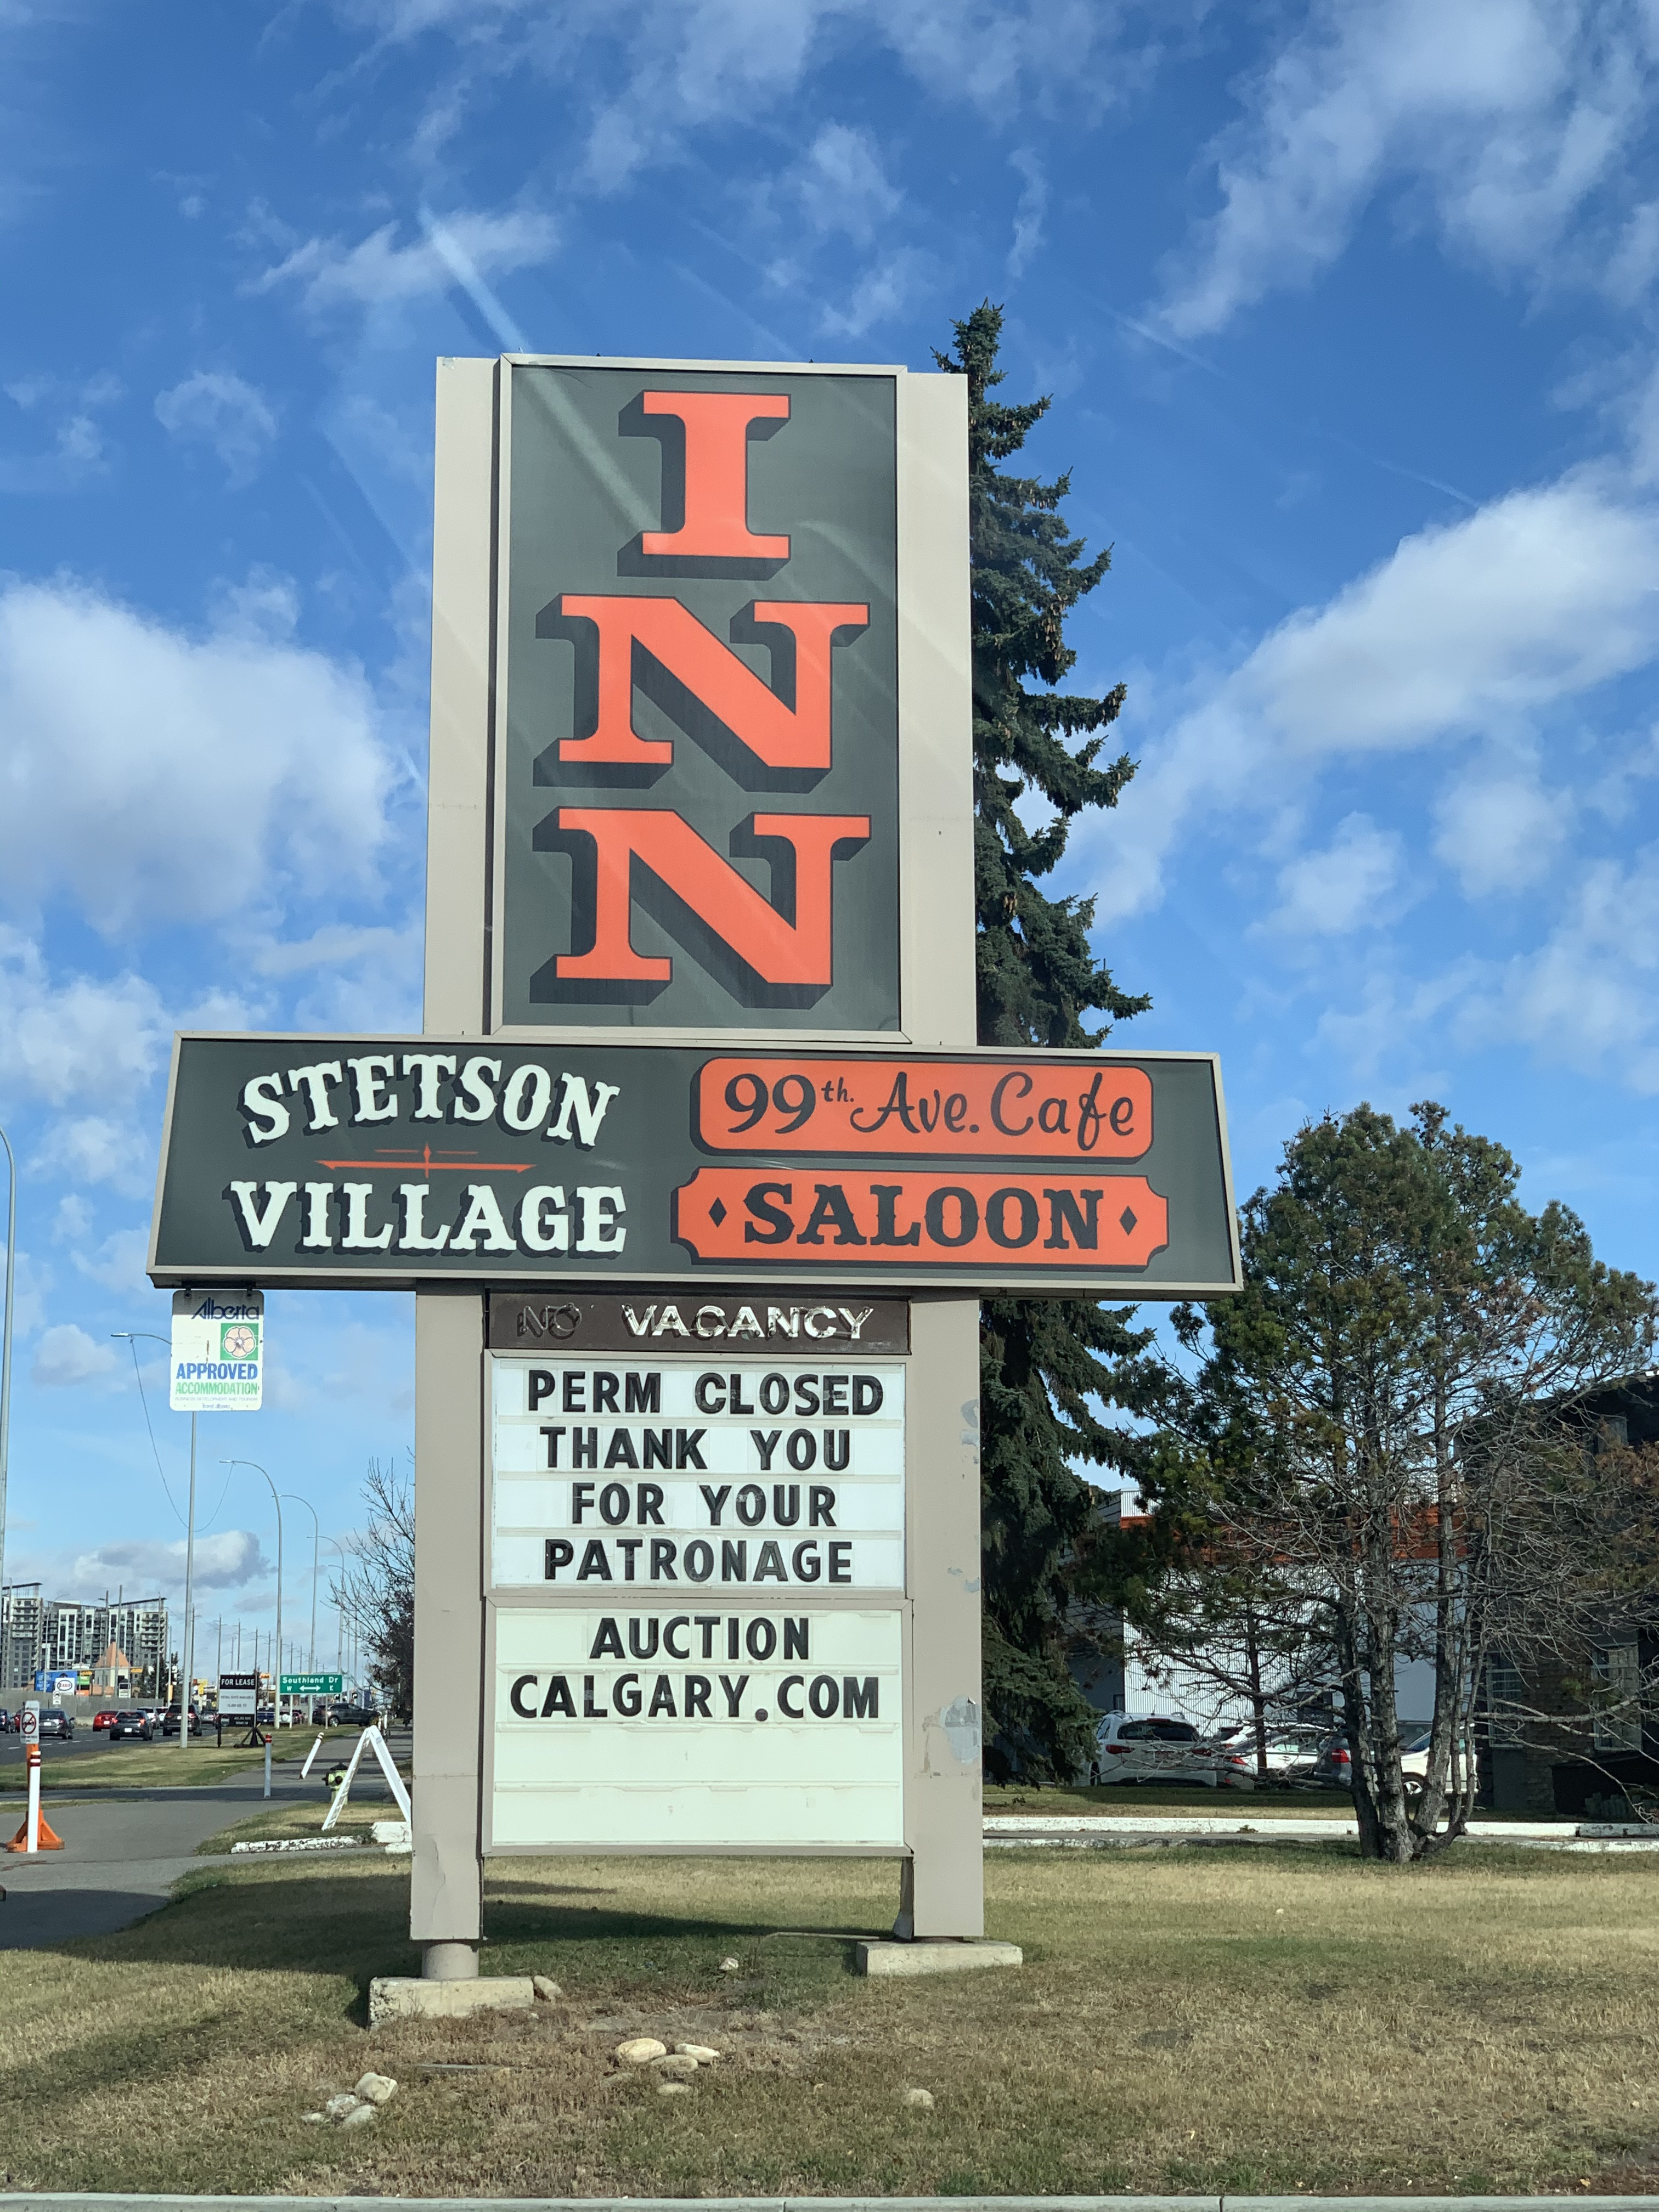 I
N
N
STETSON
VILLAGE
99th. Ave. Cafe
SALOON
NO VACANCY
Alberta
APPROVED
ACCOMMODATION
PERM CLOSED
THANK YOU
FOR YOUR
PATRONAGE
AUCTION
CALGARY.COM
FOR LEASE
Southland Dr
W E